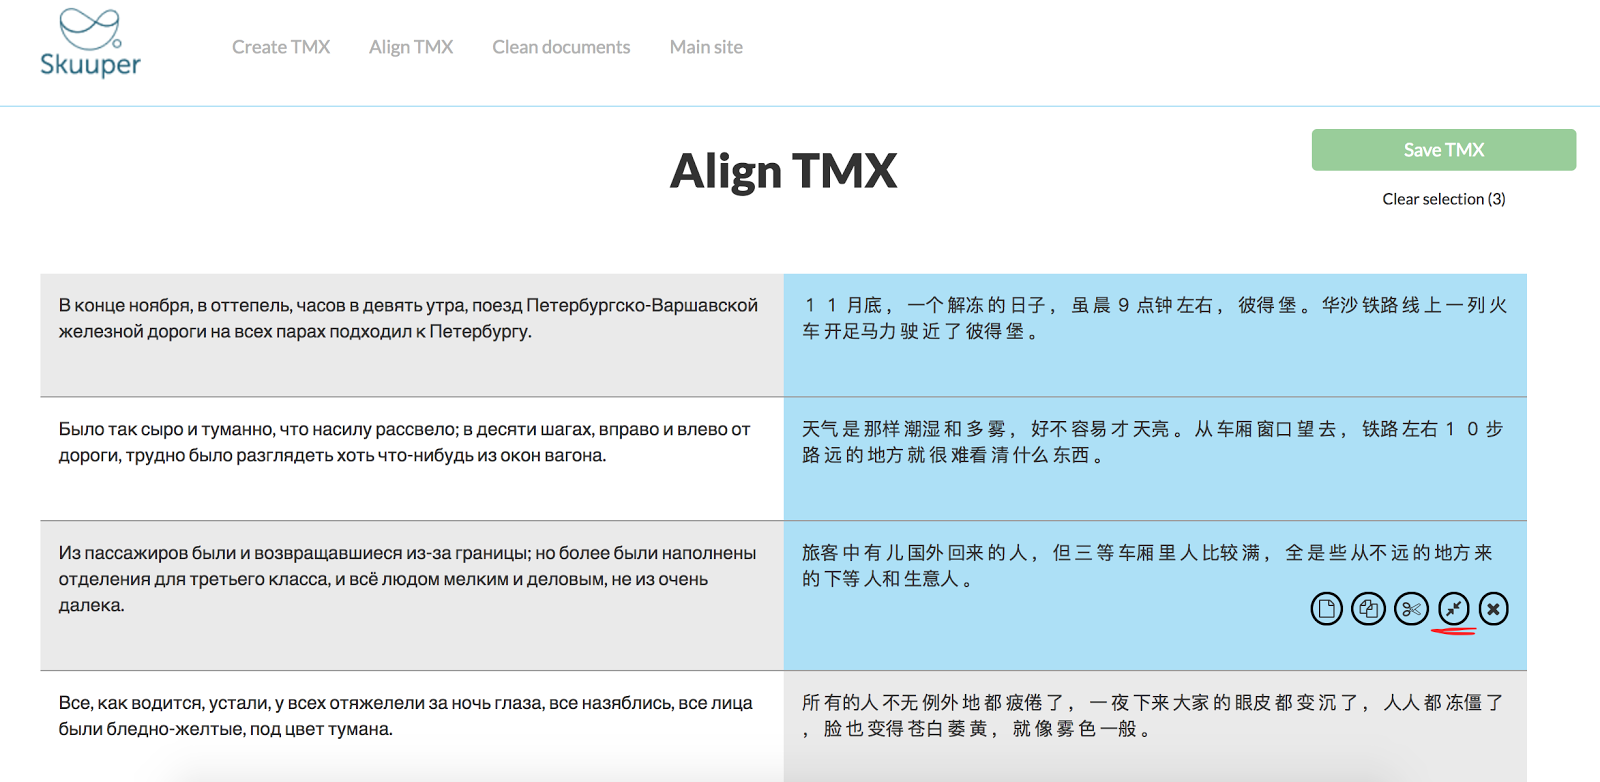 Skuuper
Create TMX
Align TMX
Clean documents
Main site
Save TMX
Align TMX
Clear selection (3)
В конце ноября, в оттепель, часов в девять утра, поезд Петербургско-Варшавской
железной дороги на всех парах подходил к Петербургу.
１１月底，一个解冻的日子，虽晨９点钟左右，彼得堡。华沙铁路线上一列火
车开足马力驶近了彼得堡。
Было так сыро и туманно, что насилу рассвело; в десяти шагах, вправо и влево от
дороги, трудно было разглядеть хоть что-нибудь из окон вагона.
天气是那样潮湿和多雾，好不容易才天亮。从车厢窗口望去，铁路左右１０步
路远的地方就很难看清什么东西。
Из пассажиров были и возвращавшиеся из-за границы; но более были наполнены
отделения для третьего класса, и всё людом мелким и деловым, не из очень
далека.
旅客中有儿国外回来的人，但三等车厢里人比较满，全是些从不远的地方来
的下等人和生意人。
Все, как водится, устали, у всех отяжелели за ночь глаза, все назяблись, все лица
были бледно-желтые, под цвет тумана.
所有的人不无例外地都疲倦了，一夜下来大家的眼皮都变沉了，人人都冻僵了
，脸也变得苍白萎黄，就像雾色一般。